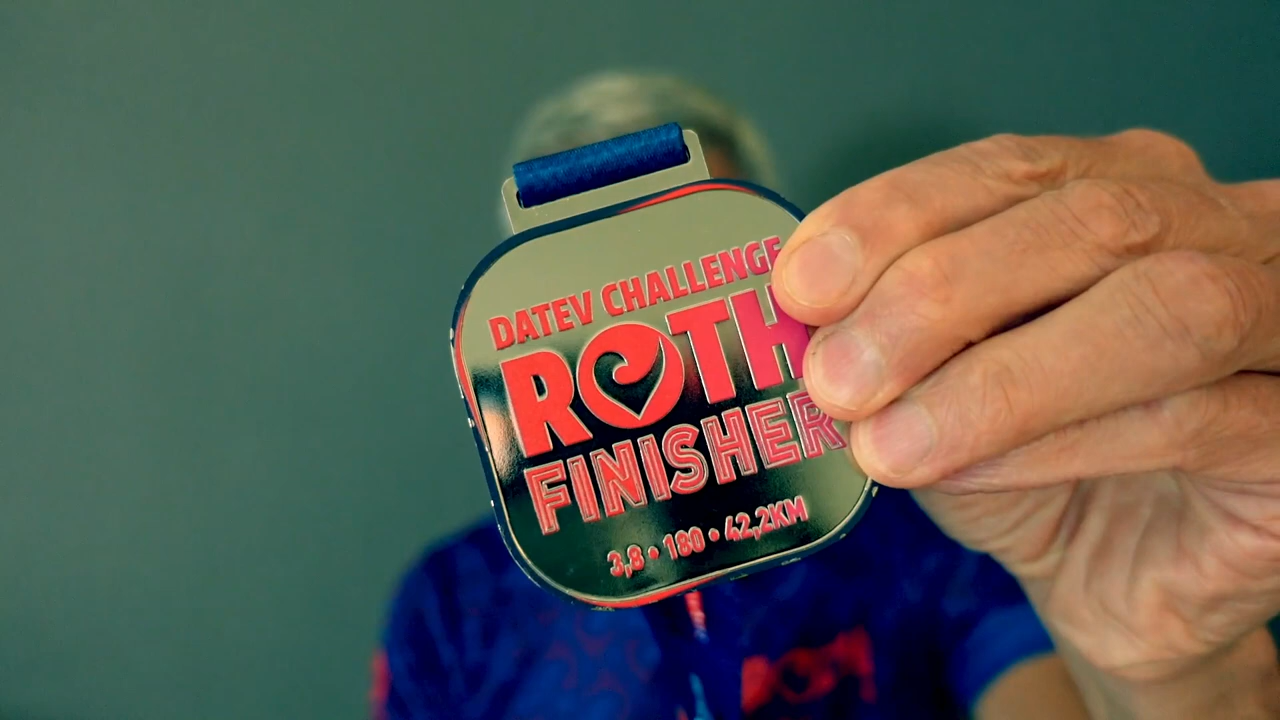 DATEV CHALLENGE
ROTH
FINISHER
3,8 • 180 • 42,2KM